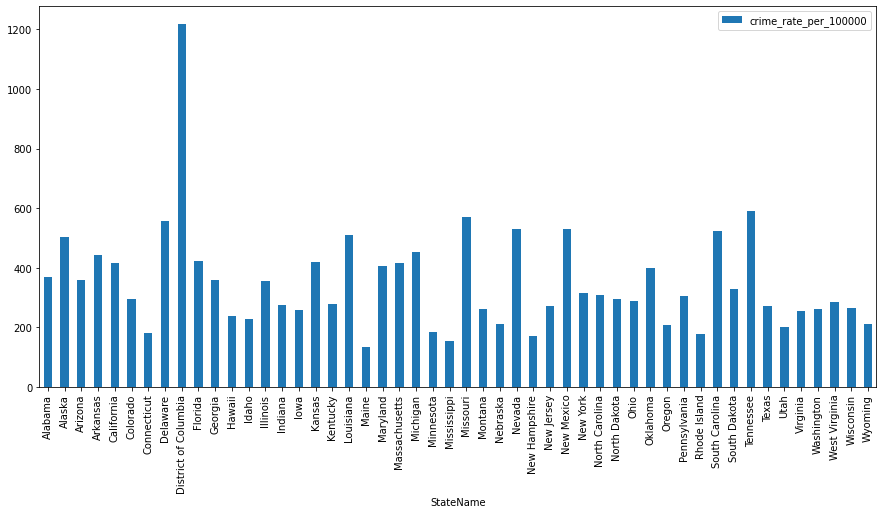 crime_rate_per_100000
1200
1000
800
600
400
200
0
Alabama
Alaska
Arizona
Arkansas
California
Colorado
Connecticut
Delaware
District of Columbia
Florida
Georgia
Hawaii
Idaho
Illinois
Indiana
Iowa
Kansas
Kentucky
Louisiana
Maine
Maryland
Massachusetts
Michigan
Minnesota
Mississippi
Missouri
Montana
Nebraska
Nevada
New Hampshire
New Jersey
New Mexico
New York
North Carolina
North Dakota
Ohio
Oklahoma
Oregon
Pennsylvania
Rhode Island
South Carolina
South Dakota
Tennessee
Texas
Utah
Virginia
Washington
West Virginia
Wisconsin
Wyoming
StateName